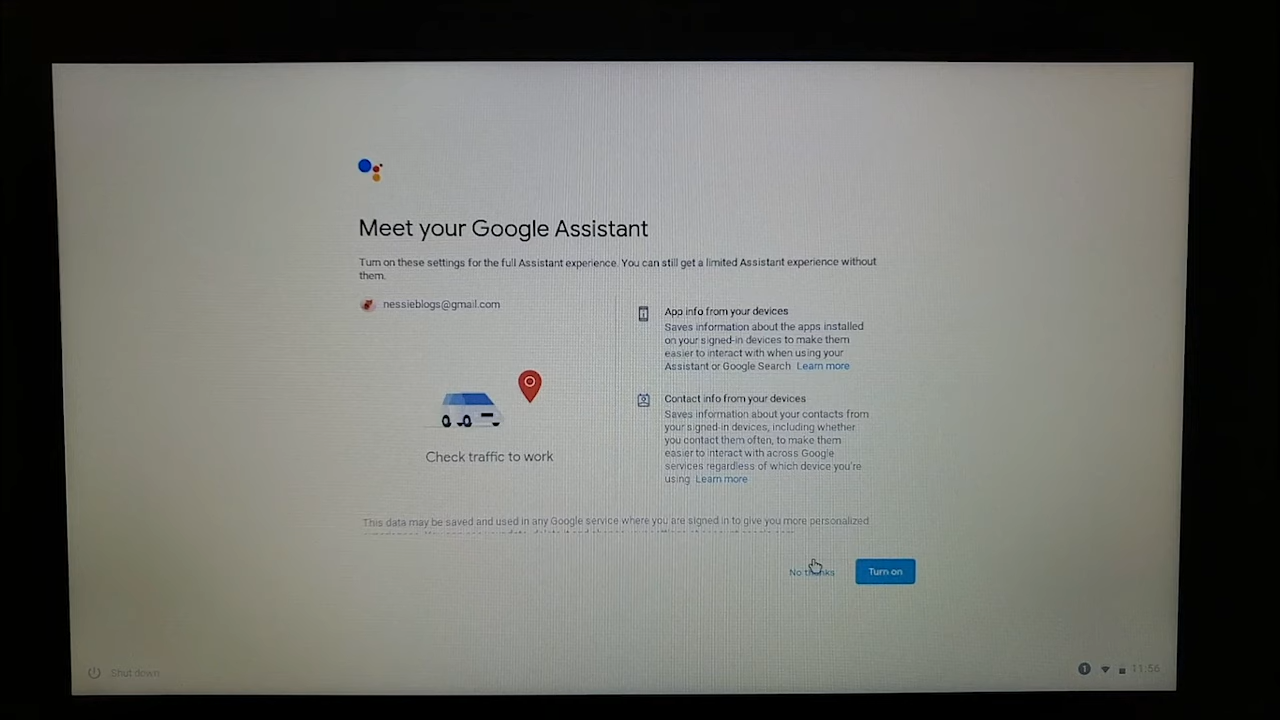 Meet your Google Assistant
Turn on these settings for the full Assistant experience. You can still get a limited Assistant experience without
them.
nessieblogs@gmail.com
Check traffic to work
App info from your devices
Saves information about the apps installed
on your signed-in devices to make them
easier to interact with when using your
Assistant or Google Search. Learn more
Contact info from your devices
Saves information about your contacts from
your signed-in devices, including whether
you contact them often, to make them
easier to interact with across Google
services regardless of which device you're
using. Learn more
This data may be saved and used in any Google service where you are signed in to give you more personalized
No thanks
Turn on
Shut down
1
11:56